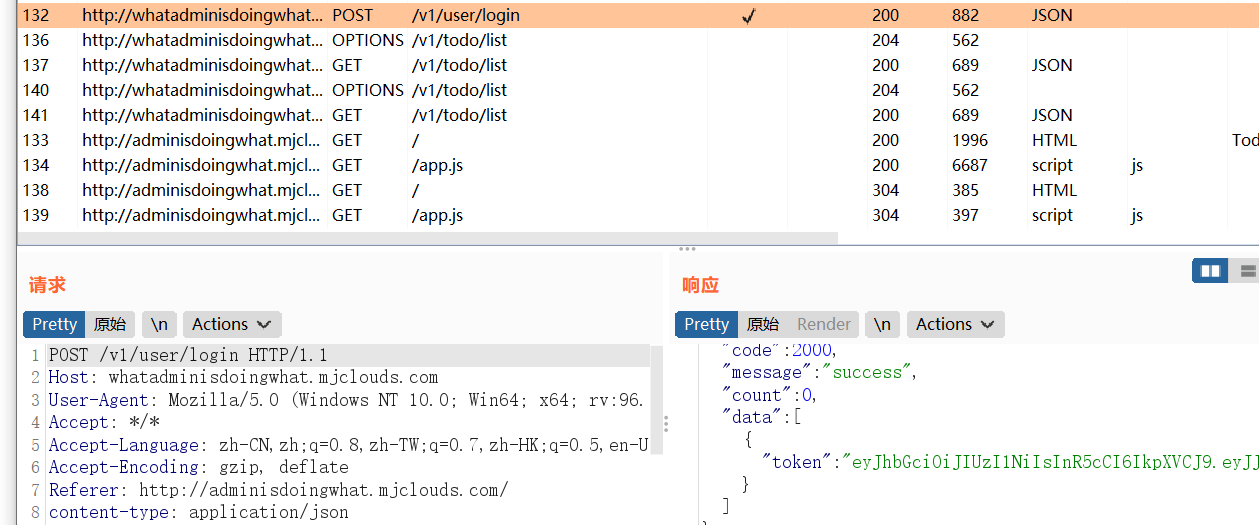 132 http://whatadminisdoingwhat... POST /v1/user/login ✓ 200 882 JSON
136 http://whatadminisdoingwhat... OPTIONS /v1/todo/list 204 562
137 http://whatadminisdoingwhat... GET /v1/todo/list 200 689 JSON
140 http://whatadminisdoingwhat... OPTIONS /v1/todo/list 204 562
141 http://whatadminisdoingwhat... GET /v1/todo/list 200 689 JSON
133 http://adminisdoingwhat.mjcl... GET / 200 1996 HTML Tod
134 http://adminisdoingwhat.mjcl... GET /app.js 200 6687 script js
138 http://adminisdoingwhat.mjcl... GET / 304 385 HTML
139 http://adminisdoingwhat.mjcl... GET /app.js 304 397 script js
请求
Pretty 原始 \n Actions
1 POST /v1/user/login HTTP/1.1
2 Host: whatadminisdoingwhat.mjclouds.com
3 User-Agent: Mozilla/5.0 (Windows NT 10.0; Win64; x64; rv:96.
4 Accept: */*
5 Accept-Language: zh-CN,zh;q=0.8,zh-TW;q=0.7,zh-HK;q=0.5,en-U
6 Accept-Encoding: gzip, deflate
7 Referer: http://adminisdoingwhat.mjclouds.com/
8 content-type: application/json
响应
Pretty 原始 Render \n Actions
"code":2000,
"message":"success",
"count":0,
"data":[
{
"token":"eyJhbGciOiJIUzI1NiIsInR5cCI6IkpXVCJ9.eyJJ
}
]